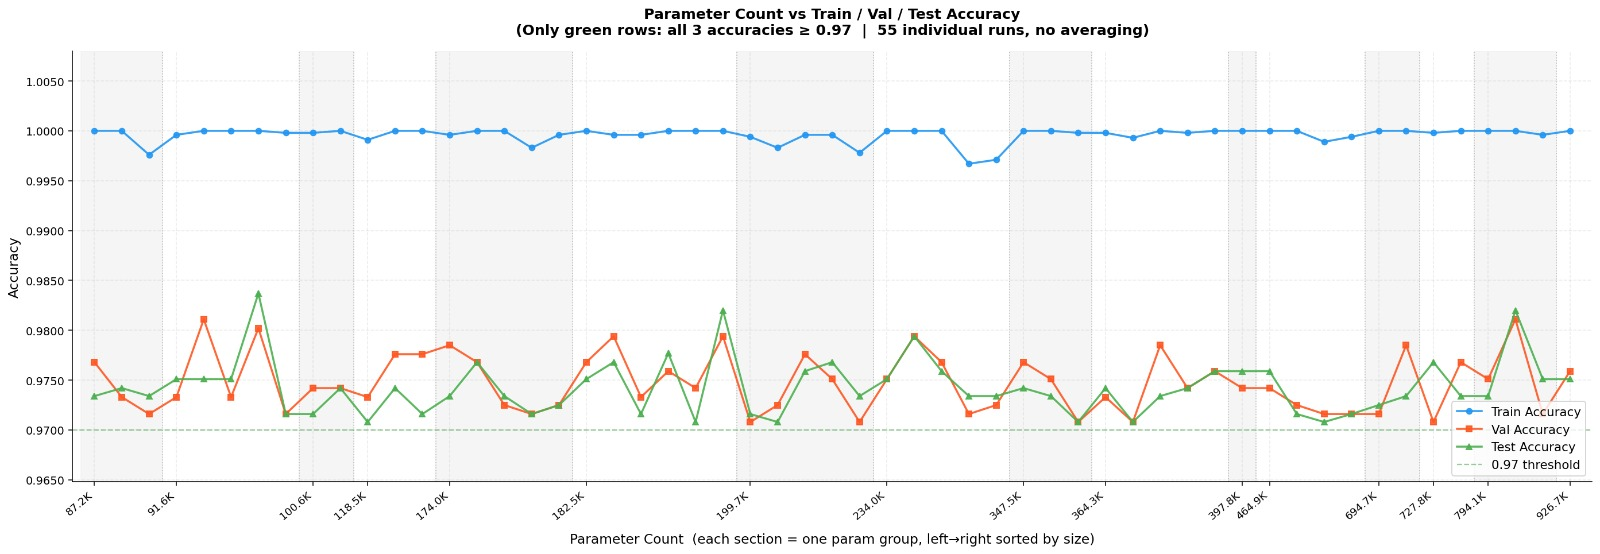 Parameter Count vs Train / Val / Test Accuracy
(Only green rows: all 3 accuracies ≥ 0.97 | 55 individual runs, no averaging)
Accuracy
1.0050
1.0000
0.9950
0.9900
0.9850
0.9800
0.9750
0.9700
0.9650
Train Accuracy
Val Accuracy
Test Accuracy
0.97 threshold
87.2K
91.6K
100.6K
118.5K
174.0K
182.5K
199.7K
234.0K
347.5K
364.3K
397.8K
464.9K
694.7K
727.8K
794.1K
926.7K
Parameter Count (each section = one param group, left→right sorted by size)